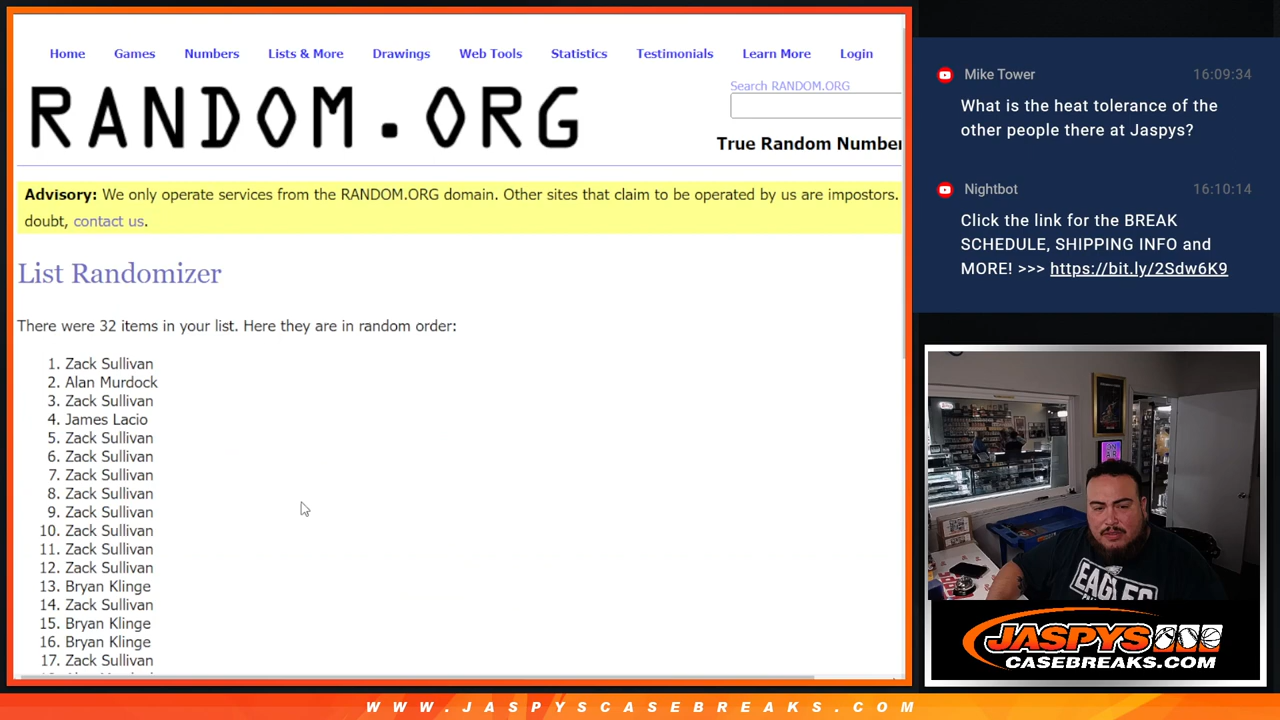 Home Games Numbers Lists & More Drawings Web Tools Statistics Testimonials Learn More Login
RANDOM.ORG
Search RANDOM.ORG
True Random Number
Advisory: We only operate services from the RANDOM.ORG domain. Other sites that claim to be operated by us are impostors.
doubt, contact us.
List Randomizer
There were 32 items in your list. Here they are in random order:
1. Zack Sullivan
2. Alan Murdock
3. Zack Sullivan
4. James Lacio
5. Zack Sullivan
6. Zack Sullivan
7. Zack Sullivan
8. Zack Sullivan
9. Zack Sullivan
10. Zack Sullivan
11. Zack Sullivan
12. Zack Sullivan
13. Bryan Klinge
14. Zack Sullivan
15. Bryan Klinge
16. Bryan Klinge
17. Zack Sullivan
Mike Tower 16:09:34
What is the heat tolerance of the
other people there at Jaspys?
Nightbot 16:10:14
Click the link for the BREAK
SCHEDULE, SHIPPING INFO and
MORE! >>> https://bit.ly/2Sdw6K9
EAGLES
JASPYS
CASEBREAKS.COM
WWW.JASPYSCASEBREAKS.COM